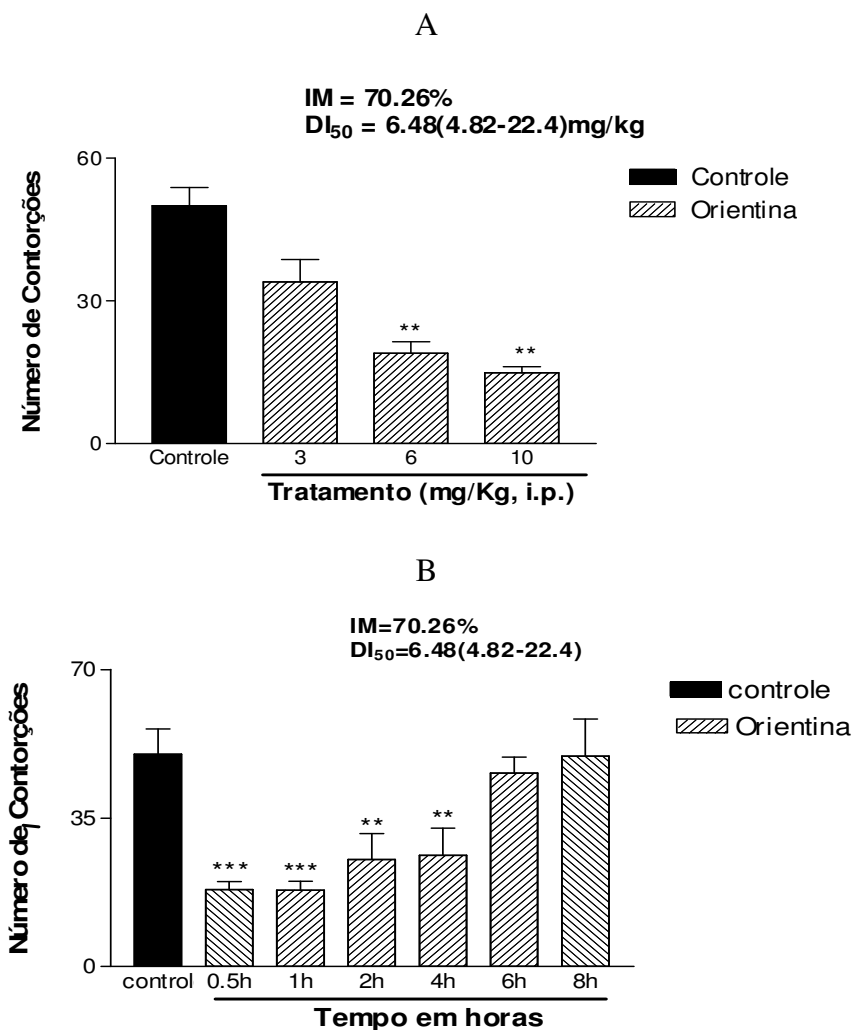 A
IM = 70.26%
DI50 = 6.48(4.82-22.4)mg/kg
60
30
0
Número de Contorções
Controle
Orientina
**
**
Controle 3 6 10
Tratamento (mg/Kg, i.p.)
B
IM=70.26%
DI50=6.48(4.82-22.4)
70
35
0
Número de Contorções
controle
Orientina
***
***
**
**
control 0.5h 1h 2h 4h 6h 8h
Tempo em horas